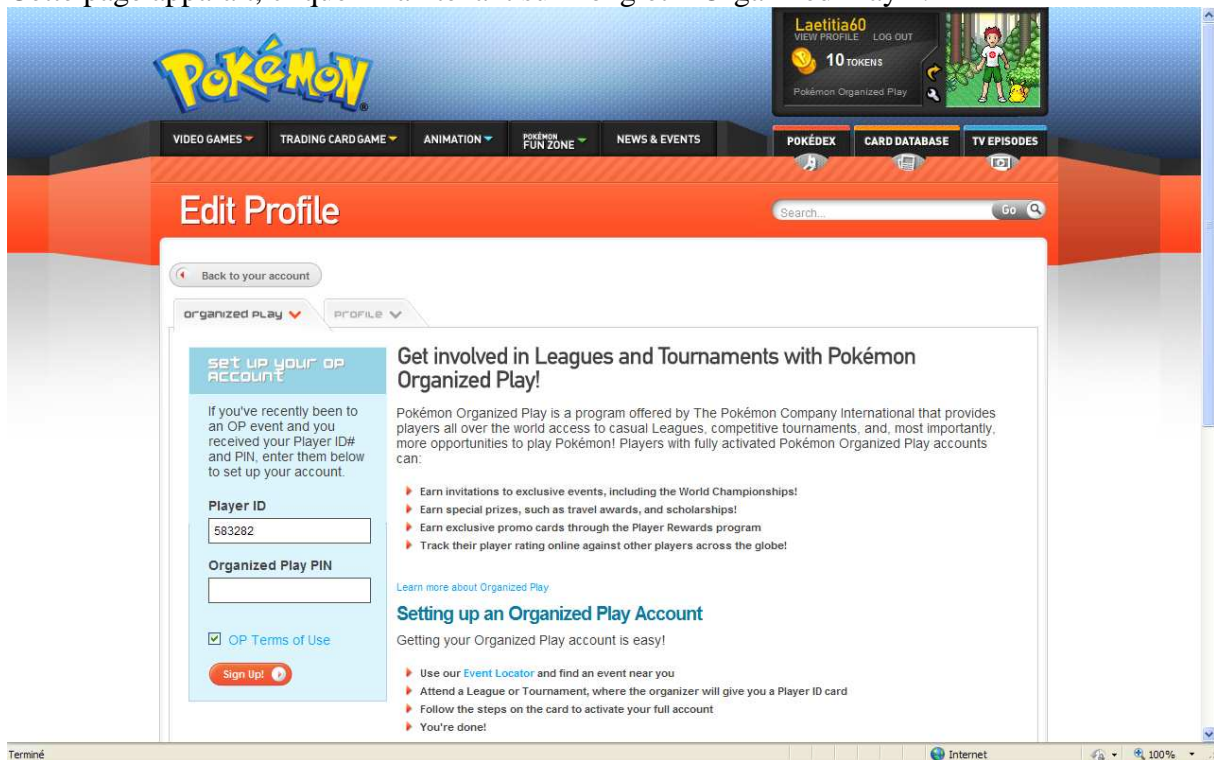 Laetitia60
VIEW PROFILE LOG OUT
10 TOKENS
Pokémon Organized Play
POKéMON
VIDEO GAMES TRADING CARD GAME ANIMATION POKÉMON FUN ZONE NEWS & EVENTS
POKÉDEX CARD DATABASE TV EPISODES
Edit Profile
Search... Go
Back to your account
organized play profile
set up your op account
If you've recently been to
an OP event and you
received your Player ID#
and PIN, enter them below
to set up your account.
Player ID
583282
Organized Play PIN
OP Terms of Use
Sign Up!
Get involved in Leagues and Tournaments with Pokémon
Organized Play!
Pokémon Organized Play is a program offered by The Pokémon Company International that provides
players all over the world access to casual Leagues, competitive tournaments, and, most importantly,
more opportunities to play Pokémon! Players with fully activated Pokémon Organized Play accounts
can:
Earn invitations to exclusive events, including the World Championships!
Earn special prizes, such as travel awards, and scholarships!
Earn exclusive promo cards through the Player Rewards program
Track their player rating online against other players across the globe!
Learn more about Organized Play
Setting up an Organized Play Account
Getting your Organized Play account is easy!
Use our Event Locator and find an event near you
Attend a League or Tournament, where the organizer will give you a Player ID card
Follow the steps on the card to activate your full account
You're done!
Terminé Internet 100%